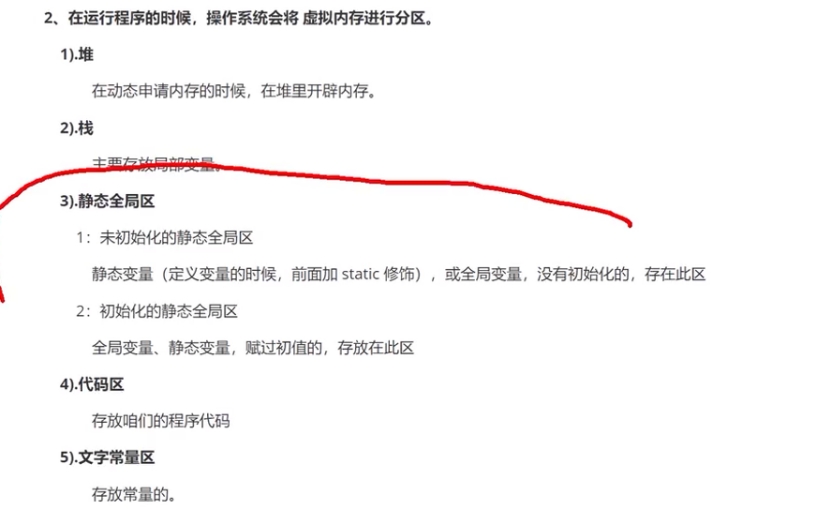 2、在运行程序的时候，操作系统会将 虚拟内存进行分区。
1).堆
在动态申请内存的时候，在堆里开辟内存。
2).栈
主要存放局部变量。
3).静态全局区
1：未初始化的静态全局区
静态变量（定义变量的时候，前面加 static 修饰），或全局变量，没有初始化的，存在此区
2：初始化的静态全局区
全局变量、静态变量，赋过初值的，存放在此区
4).代码区
存放咱们的程序代码
5).文字常量区
存放常量的。